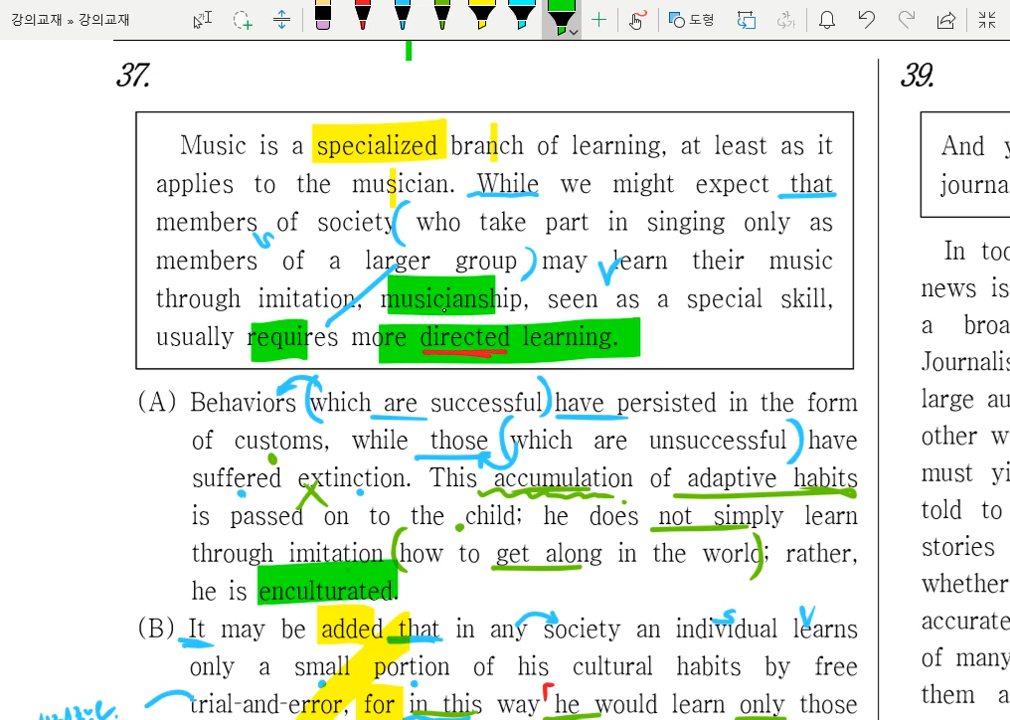 강의교재 » 강의교재
도형
37.
Music is a specialized branch of learning, at least as it
applies to the musician. While we might expect that
members of society who take part in singing only as
s
members of a larger group may learn their music
v
through imitation, musicianship, seen as a special skill,
usually requires more directed learning.
(A) Behaviors which are successful have persisted in the form
of customs, while those which are unsuccessful have
suffered extinction. This accumulation of adaptive habits
is passed on to the child; he does not simply learn
through imitation how to get along in the world; rather,
he is enculturated.
s v
(B) It may be added that in any society an individual learns
only a small portion of his cultural habits by free
trial-and-error, for in this way he would learn only those
39.
And y
journa
In too
news is
a broa
Journalis
large au
other w
must yi
told to
stories
whether
accurate
of many
them a